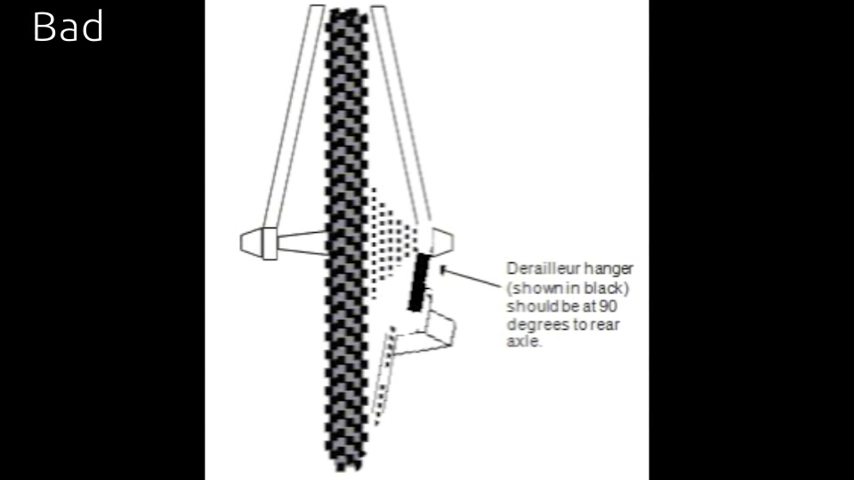 Bad
Derailleur hanger
(shown in black)
should be at 90
degrees to rear
axle.